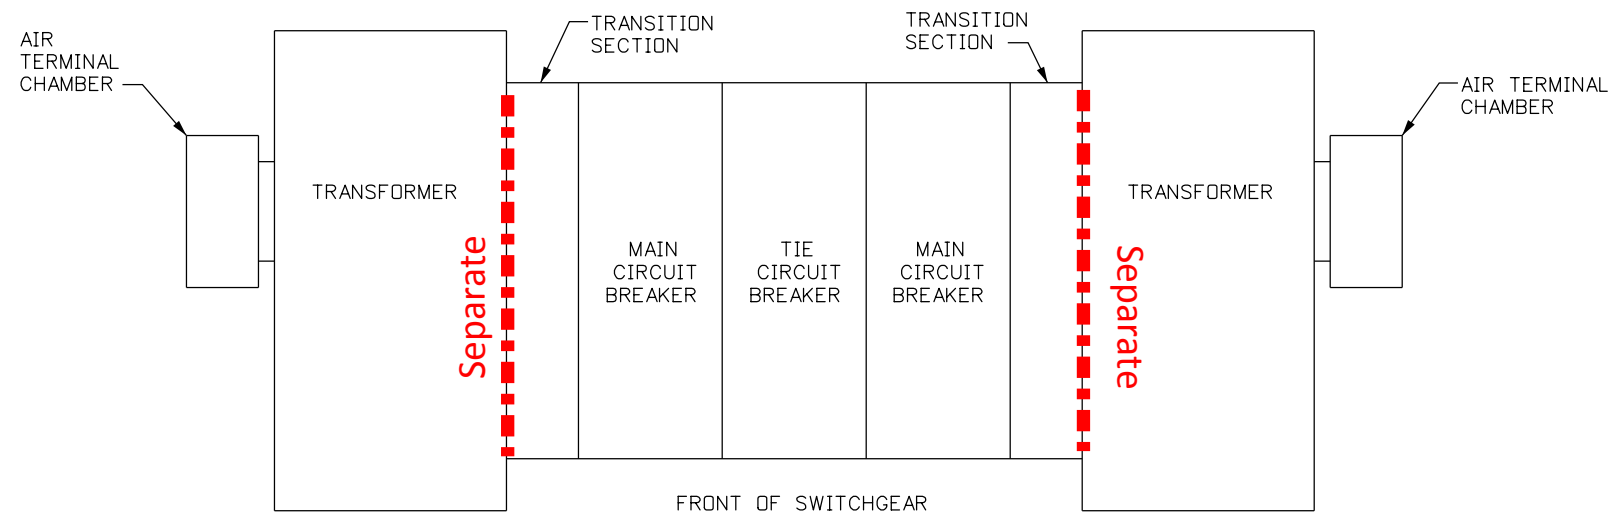 AIR
TERMINAL
CHAMBER
TRANSITION
SECTION
TRANSITION
SECTION
AIR TERMINAL
CHAMBER
TRANSFORMER
TRANSFORMER
Separate
MAIN
CIRCUIT
BREAKER
TIE
CIRCUIT
BREAKER
MAIN
CIRCUIT
BREAKER
Separate
FRONT OF SWITCHGEAR